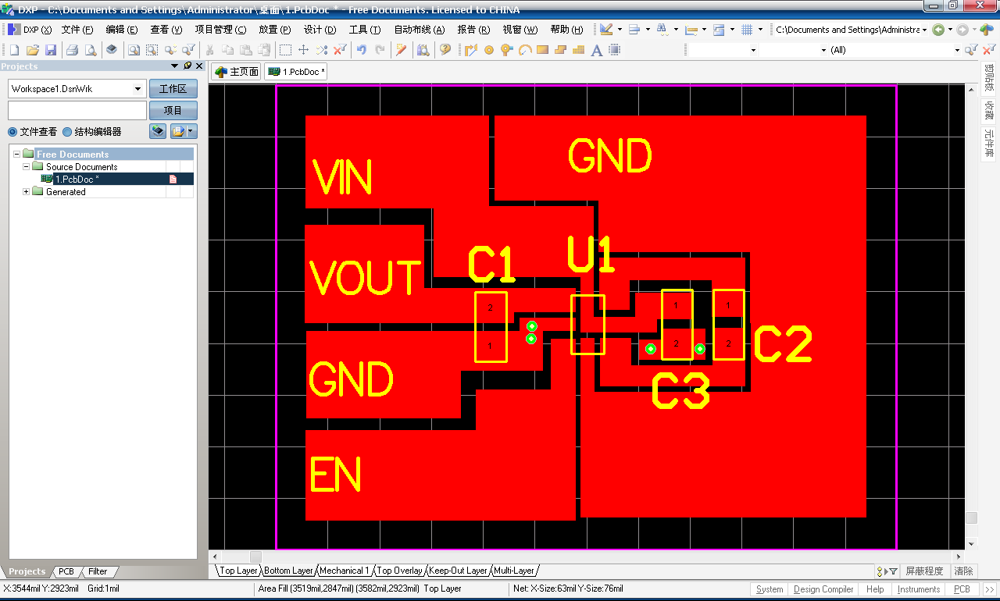 DXP - C:\Documents and Settings\Administrator\桌面\1.PcbDoc * - Free Documents. Licensed to CHINA
DXP (X) 文件 (F) 编辑 (E) 查看 (V) 项目管理 (C) 放置 (P) 设计 (D) 工具 (T) 自动布线 (A) 报告 (R) 视窗 (W) 帮助 (H) C:\Documents and Settings\Administra
(All)
Projects
主页面 1.PcbDoc *
Workspace1.DsnWrk 工作区
项目
文件查看 结构编辑器
Free Documents
Source Documents
1.PcbDoc *
Generated
剪贴板
收藏
元件库
GND
VIN
U1
C1
VOUT
2
1
1
1
2
2
C2
GND
C3
EN
Projects PCB Filter
Top Layer Bottom Layer Mechanical 1 Top Overlay Keep-Out Layer Multi-Layer
屏蔽程度 清除
X:3544mil Y:2923mil Grid:1mil Area Fill (3519mil,2847mil) (3582mil,2923mil) Top Layer Net: X-Size:63mil Y-Size:76mil
System Design Compiler Help Instruments PCB >>